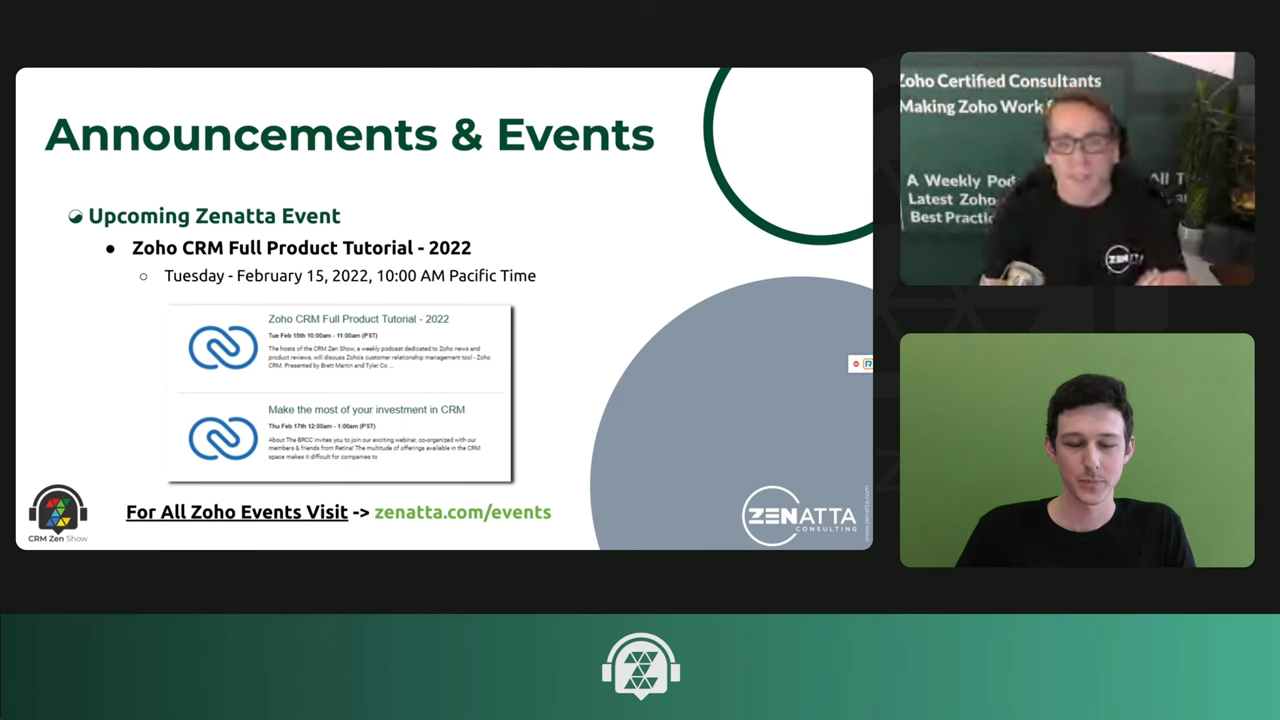 Announcements & Events
Upcoming Zenatta Event
Zoho CRM Full Product Tutorial - 2022
Tuesday - February 15, 2022, 10:00 AM Pacific Time
Zoho CRM Full Product Tutorial - 2022
Tue Feb 15th 10:00am - 11:00am (PST)
The hosts of the CRM Zen Show, a weekly podcast dedicated to Zoho news and
product reviews, will discuss Zoho's customer relationship management tool - Zoho
CRM. Presented by Brett Martin and Tyler Co ...
Make the most of your investment in CRM
Thu Feb 17th 12:00am - 1:00am (PST)
About The BRCC invites you to join our exciting webinar, co-organized with our
members & friends from Retina! The multitude of offerings available in the CRM
space makes it difficult for companies to
For All Zoho Events Visit -> zenatta.com/events
CRM Zen Show
ZENATTA
CONSULTING
www.zenatta.com
Zoho Certified Consultants
Making Zoho Work
A Weekly
All
Latest Zoho
Best
ZENATTA